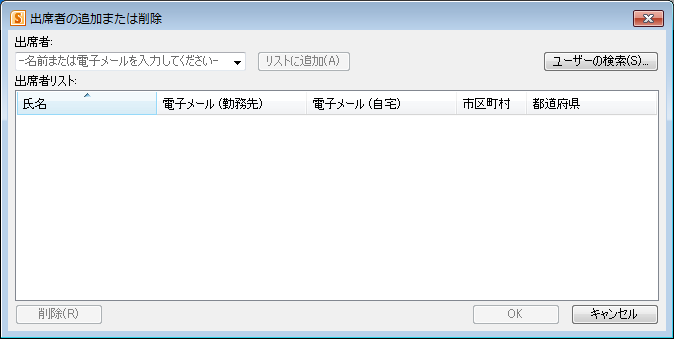 出席者の追加または削除
出席者:
-名前または電子メールを入力してください- リストに追加(A) ユーザーの検索(S)...
出席者リスト:
氏名 電子メール (勤務先) 電子メール (自宅) 市区町村 都道府県
削除(R) OK キャンセル